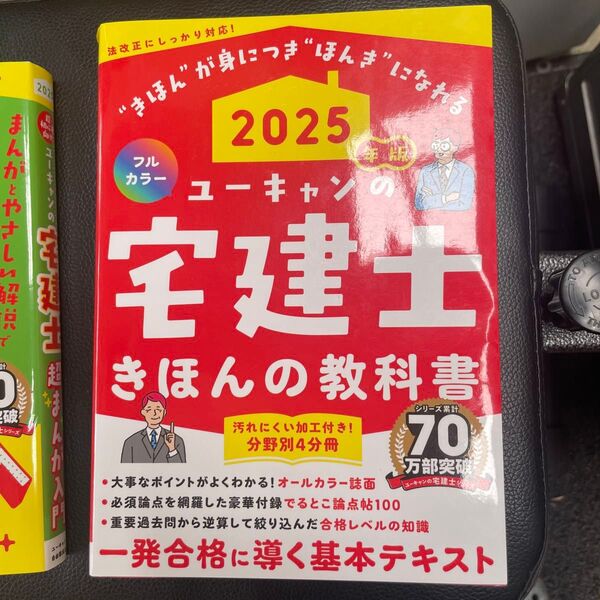 法改正にしっかり対応!
"きほん"が身につき"ほんき"になれる
2025
年版
フル
カラー
ユーキャンの
宅建士
きほんの教科書
汚れにくい加工付き!
分野別4分冊
シリーズ累計
70
万部突破
ユーキャンの宅建士シリーズ
・大事なポイントがよくわかる!オールカラー誌面
・必須論点を網羅した豪華付録でるとこ論点帖100
・重要過去問から逆算して絞り込んだ合格レベルの知識
一発合格に導く基本テキスト
まんがとやさしい解説で
ユーキャンの
宅建士
超まんが入門
0
突破